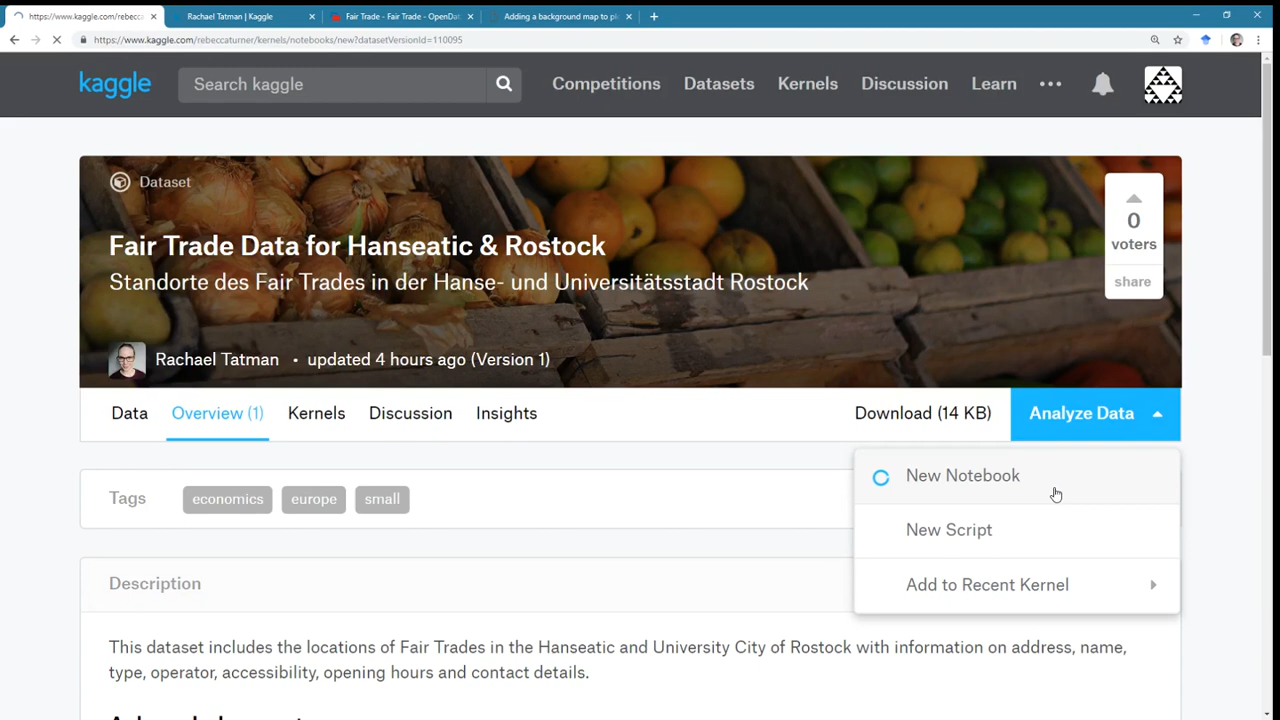 https://www.kaggle.com/rebecca
Rachael Tatman | Kaggle
Fair Trade - Fair Trade - OpenDat
Adding a background map to pl
https://www.kaggle.com/rebeccaturner/kernels/notebooks/new?datasetVersionId=110095
kaggle
Search kaggle
Competitions
Datasets
Kernels
Discussion
Learn
Dataset
0
voters
share
Fair Trade Data for Hanseatic & Rostock
Standorte des Fair Trades in der Hanse- und Universitätsstadt Rostock
Rachael Tatman • updated 4 hours ago (Version 1)
Data
Overview (1)
Kernels
Discussion
Insights
Download (14 KB)
Analyze Data
New Notebook
New Script
Add to Recent Kernel
Tags
economics
europe
small
Description
This dataset includes the locations of Fair Trades in the Hanseatic and University City of Rostock with information on address, name,
type, operator, accessibility, opening hours and contact details.